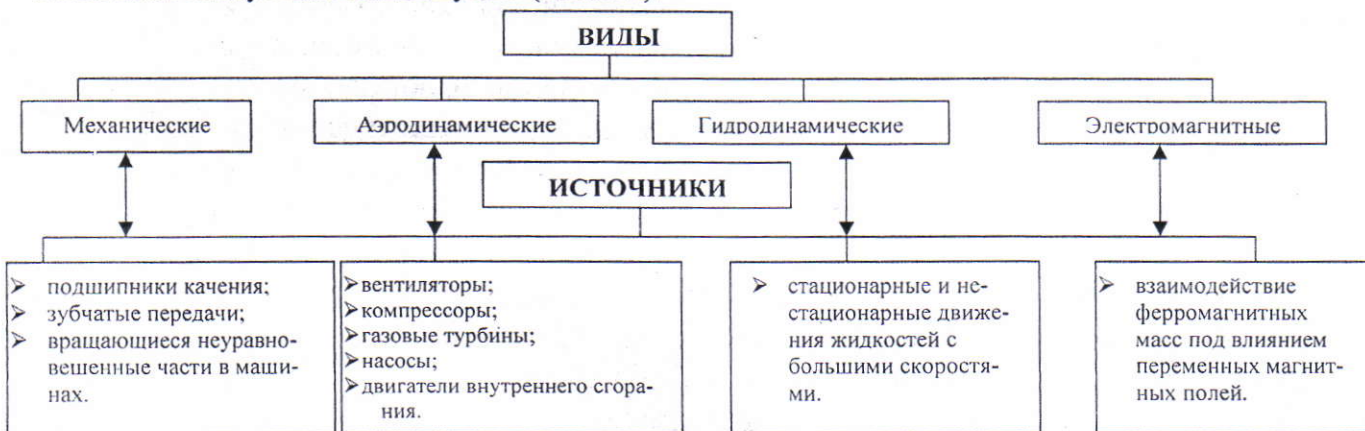 ВИДЫ
Механические
Аэродинамические
Гидродинамические
Электромагнитные
ИСТОЧНИКИ
➢ подшипники качения;
➢ зубчатые передачи;
➢ вращающиеся неуравно-
вешенные части в маши-
нах.
➢ вентиляторы;
➢ компрессоры;
➢ газовые турбины;
➢ насосы;
➢ двигатели внутреннего сгора-
ния.
➢ стационарные и не-
стационарные движе-
ния жидкостей с
большими скоростя-
ми.
➢ взаимодействие
ферромагнитных
масс под влиянием
переменных магнит-
ных полей.